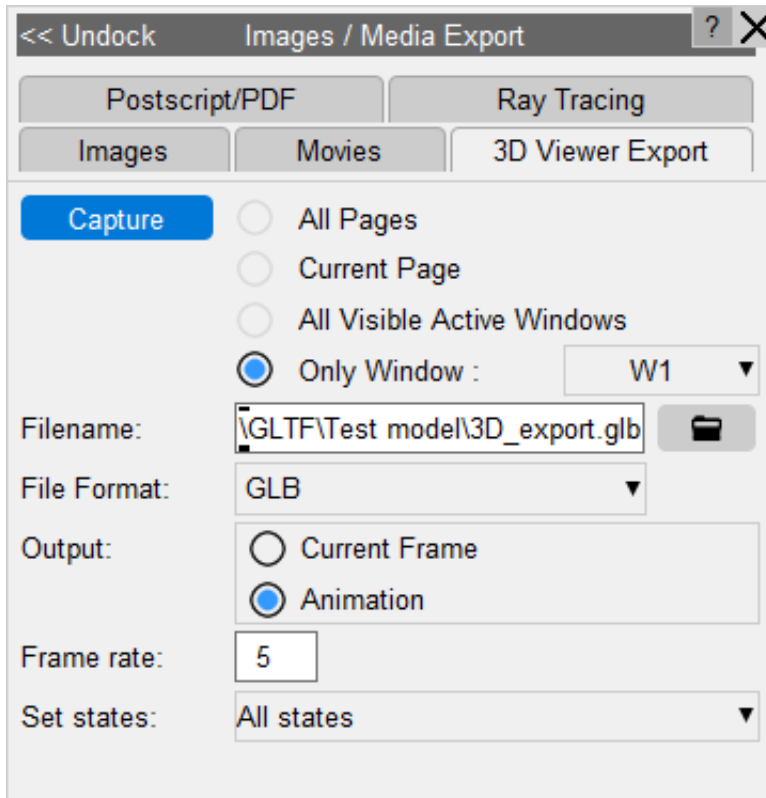 << Undock Images / Media Export ?
Postscript/PDF Ray Tracing
Images Movies 3D Viewer Export
Capture All Pages
Current Page
All Visible Active Windows
Only Window : W1
Filename: \GLTF\Test model\3D_export.glb
File Format: GLB
Output: Current Frame
Animation
Frame rate: 5
Set states: All states